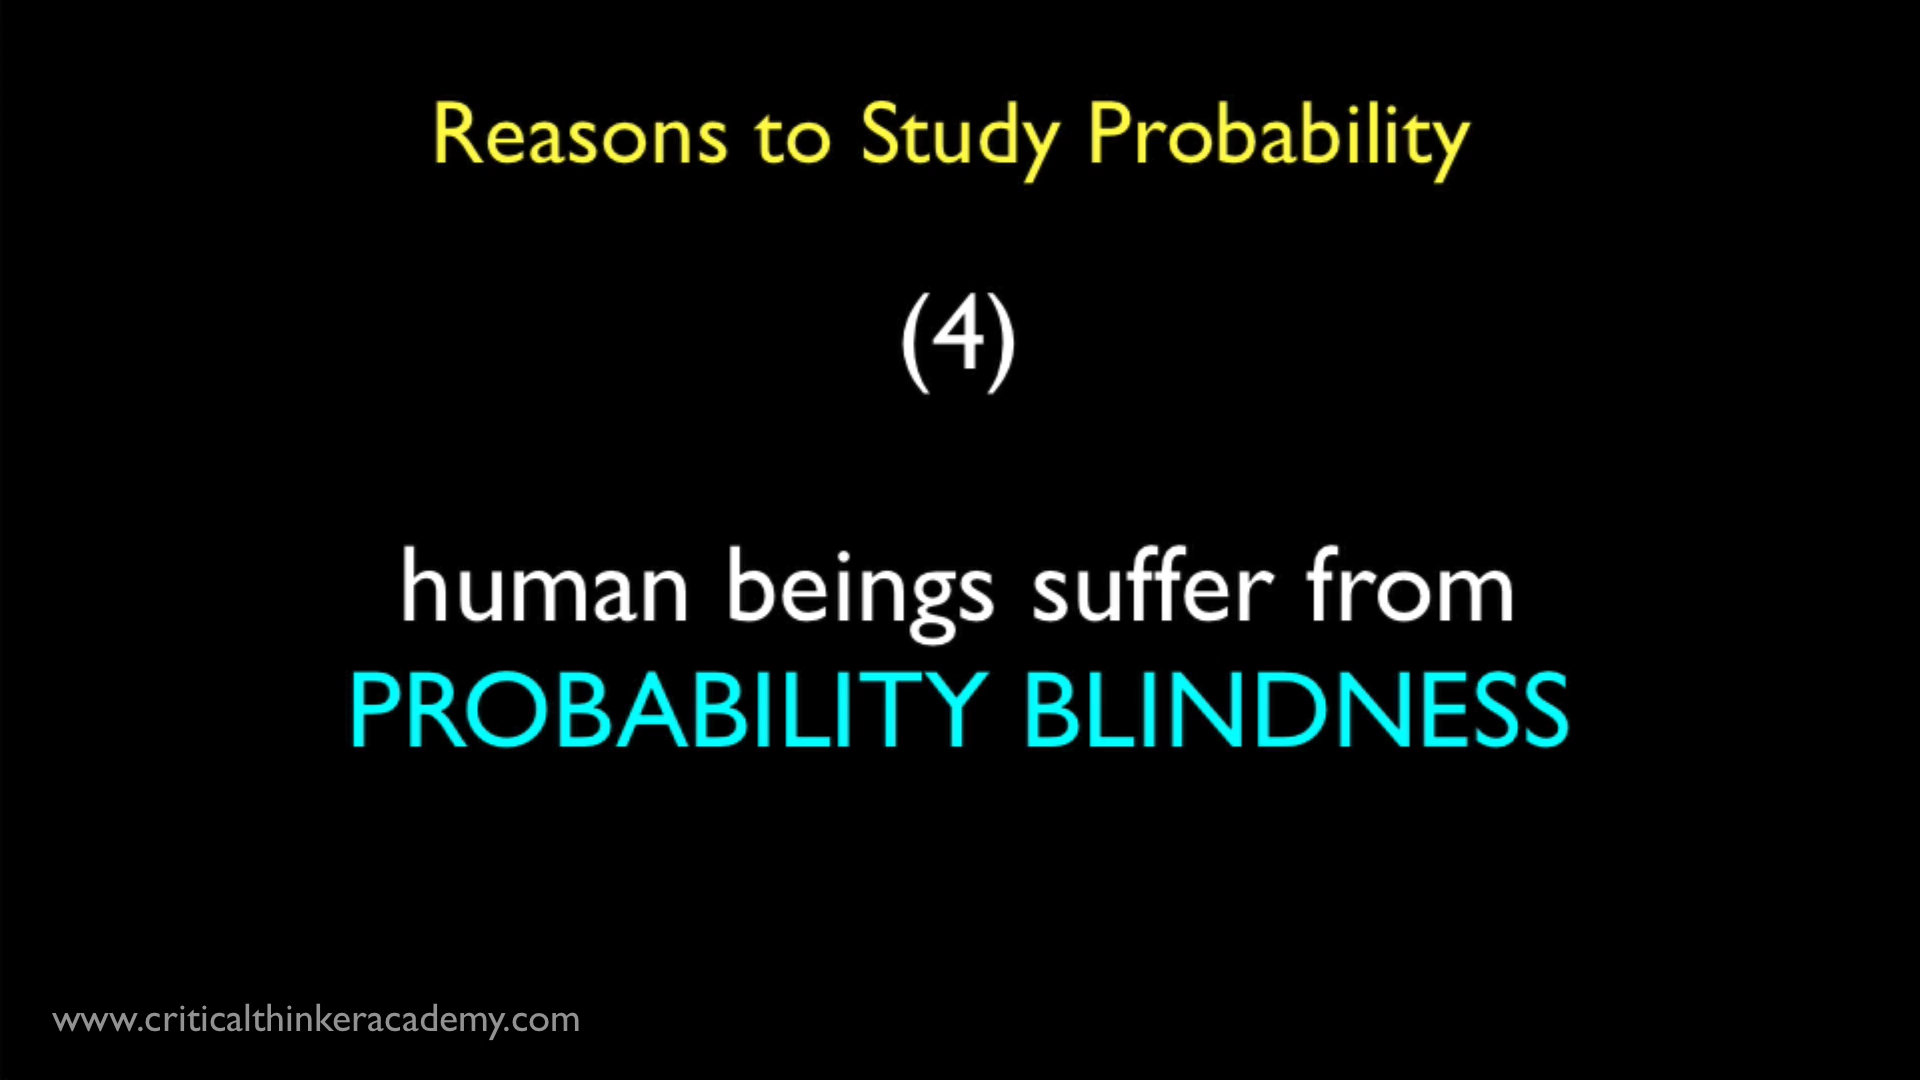 Reasons to Study Probability
(4)
human beings suffer from
PROBABILITY BLINDNESS
www.criticalthinkeracademy.com